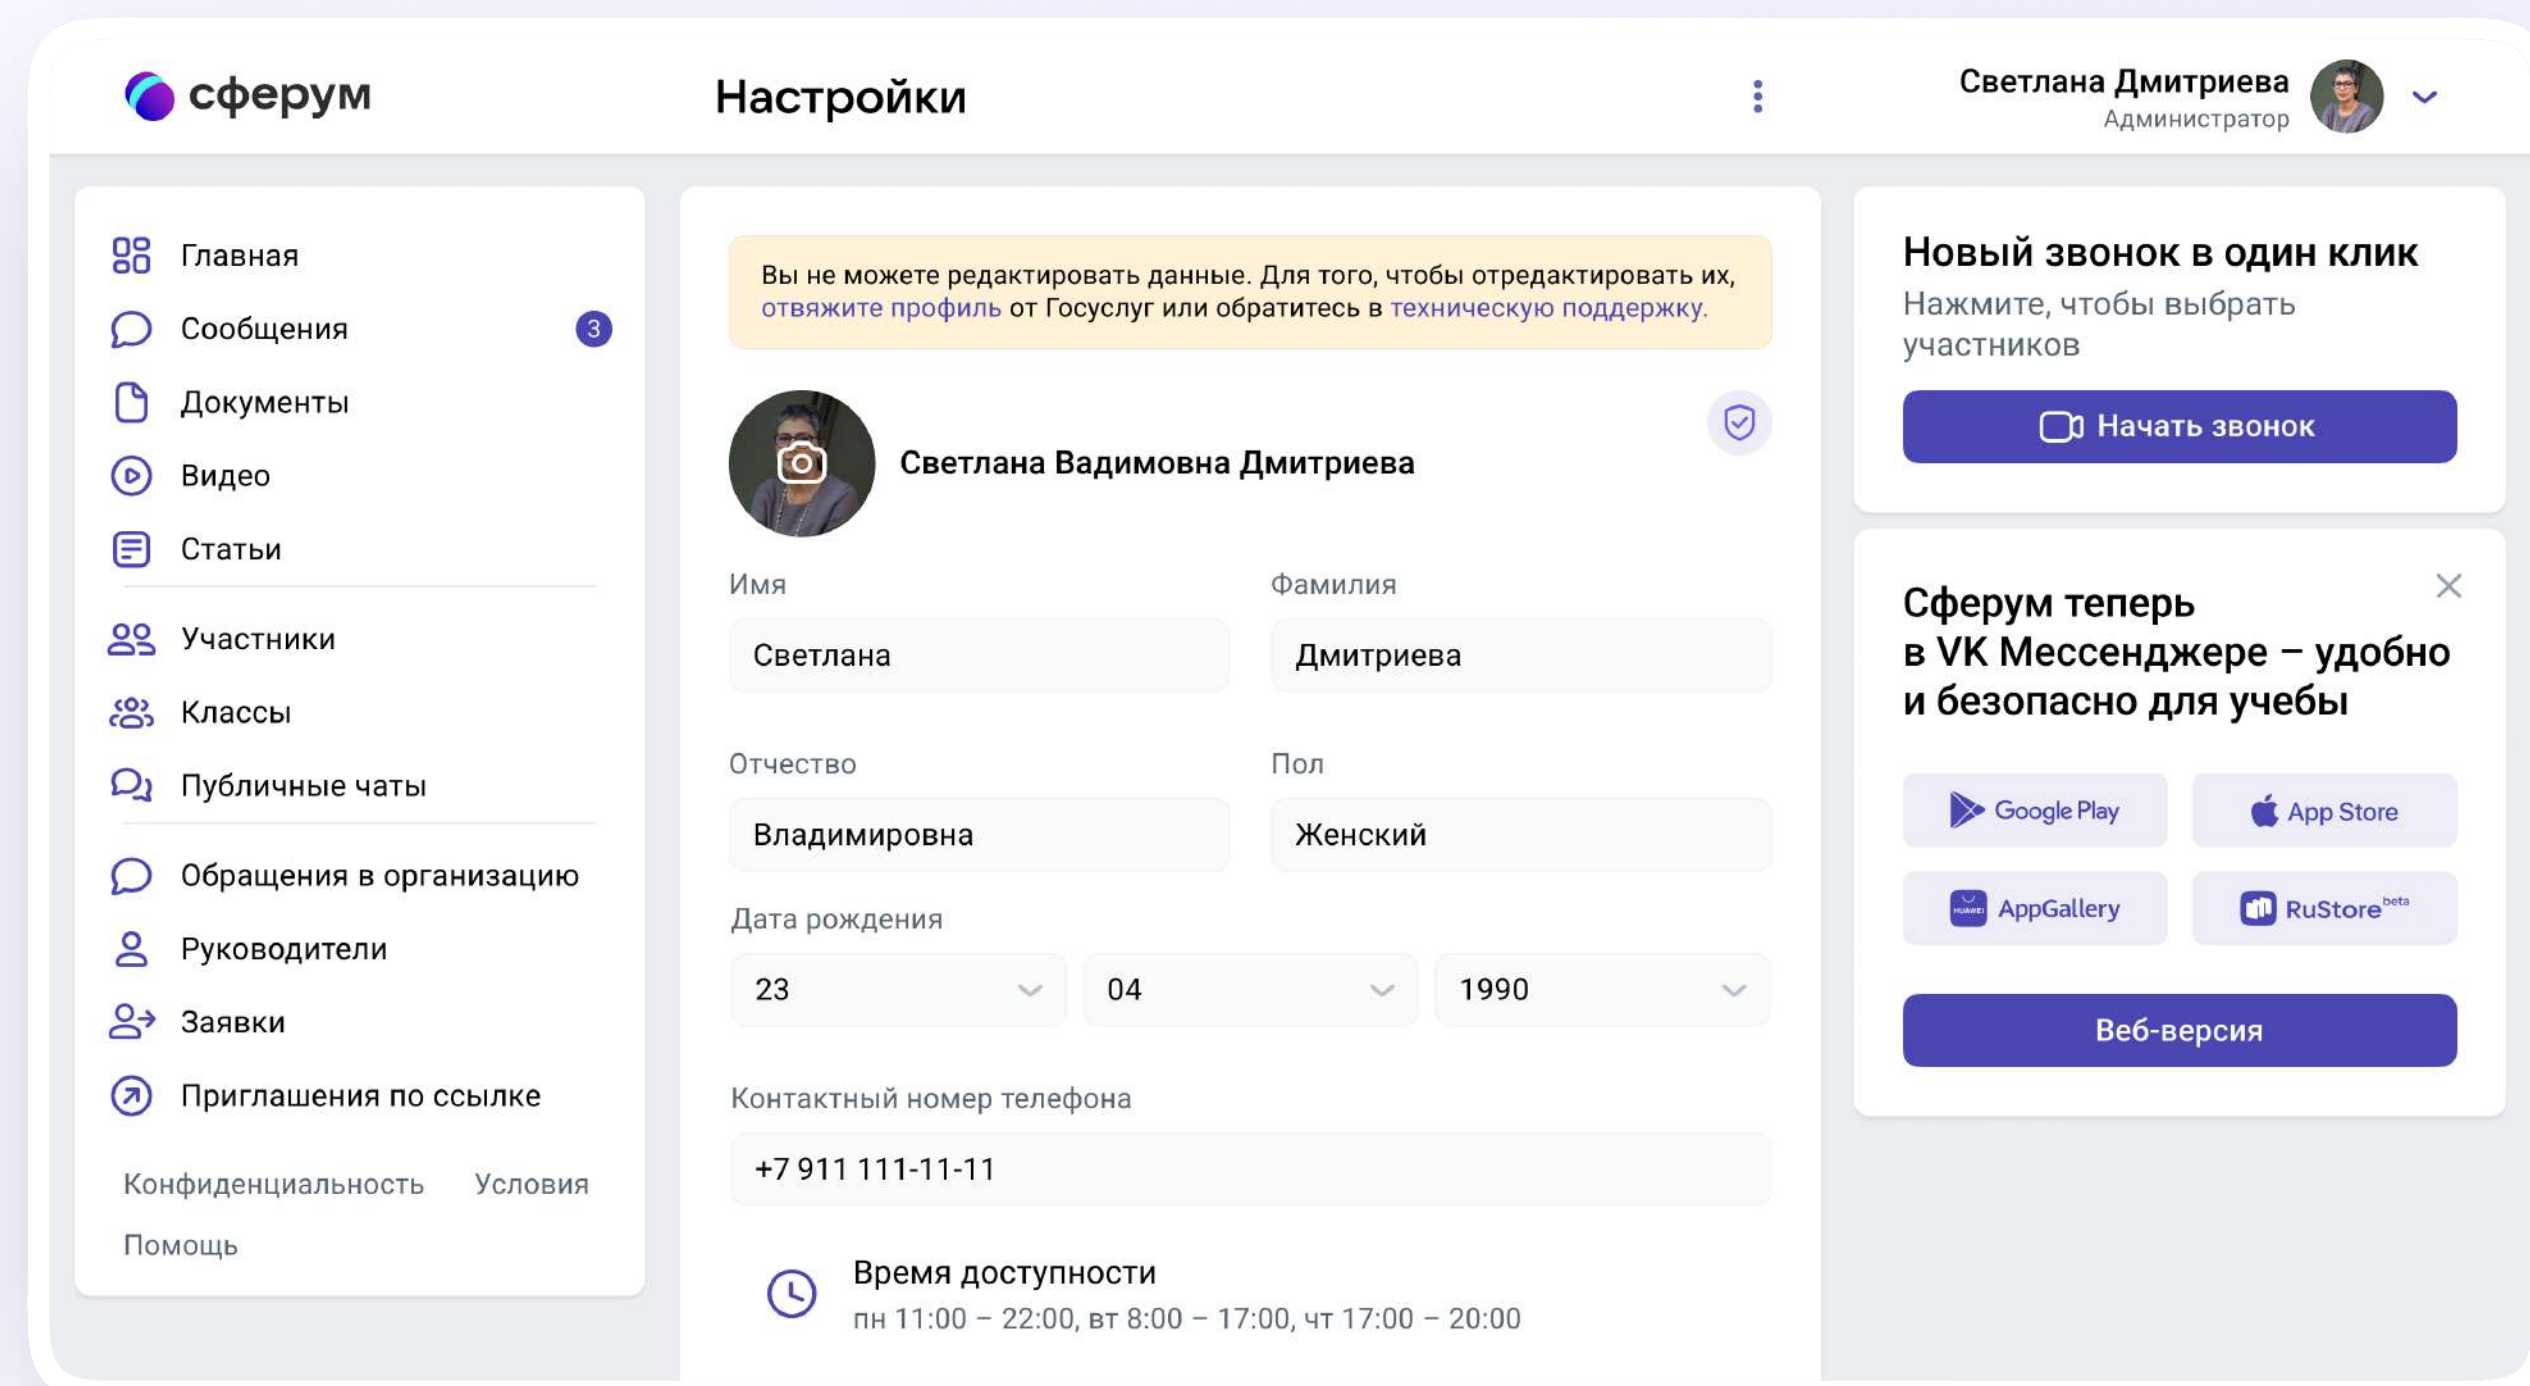 сферум
Настройки
Светлана Дмитриева
Администратор
Главная
Сообщения
3
Документы
Видео
Статьи
Участники
Классы
Публичные чаты
Обращения в организацию
Руководители
Заявки
Приглашения по ссылке
Конфиденциальность Условия
Помощь
Вы не можете редактировать данные. Для того, чтобы отредактировать их,
отвяжите профиль от Госуслуг или обратитесь в техническую поддержку.
Светлана Вадимовна Дмитриева
Имя
Светлана
Фамилия
Дмитриева
Отчество
Владимировна
Пол
Женский
Дата рождения
23 04 1990
Контактный номер телефона
+7 911 111-11-11
Время доступности
пн 11:00 – 22:00, вт 8:00 – 17:00, чт 17:00 – 20:00
Новый звонок в один клик
Нажмите, чтобы выбрать
участников
Начать звонок
Сферум теперь
в VK Мессенджере – удобно
и безопасно для учебы
Google Play
App Store
HUAWEI AppGallery
RuStore beta
Веб-версия